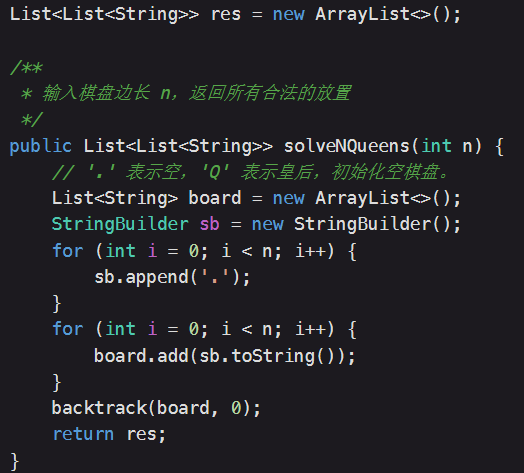 List<List<String>> res = new ArrayList<>();

/**
 * 输入棋盘边长 n，返回所有合法的放置
 */
public List<List<String>> solveNQueens(int n) {
    // '.' 表示空，'Q' 表示皇后，初始化空棋盘。
    List<String> board = new ArrayList<>();
    StringBuilder sb = new StringBuilder();
    for (int i = 0; i < n; i++) {
        sb.append('.');
    }
    for (int i = 0; i < n; i++) {
        board.add(sb.toString());
    }
    backtrack(board, 0);
    return res;
}